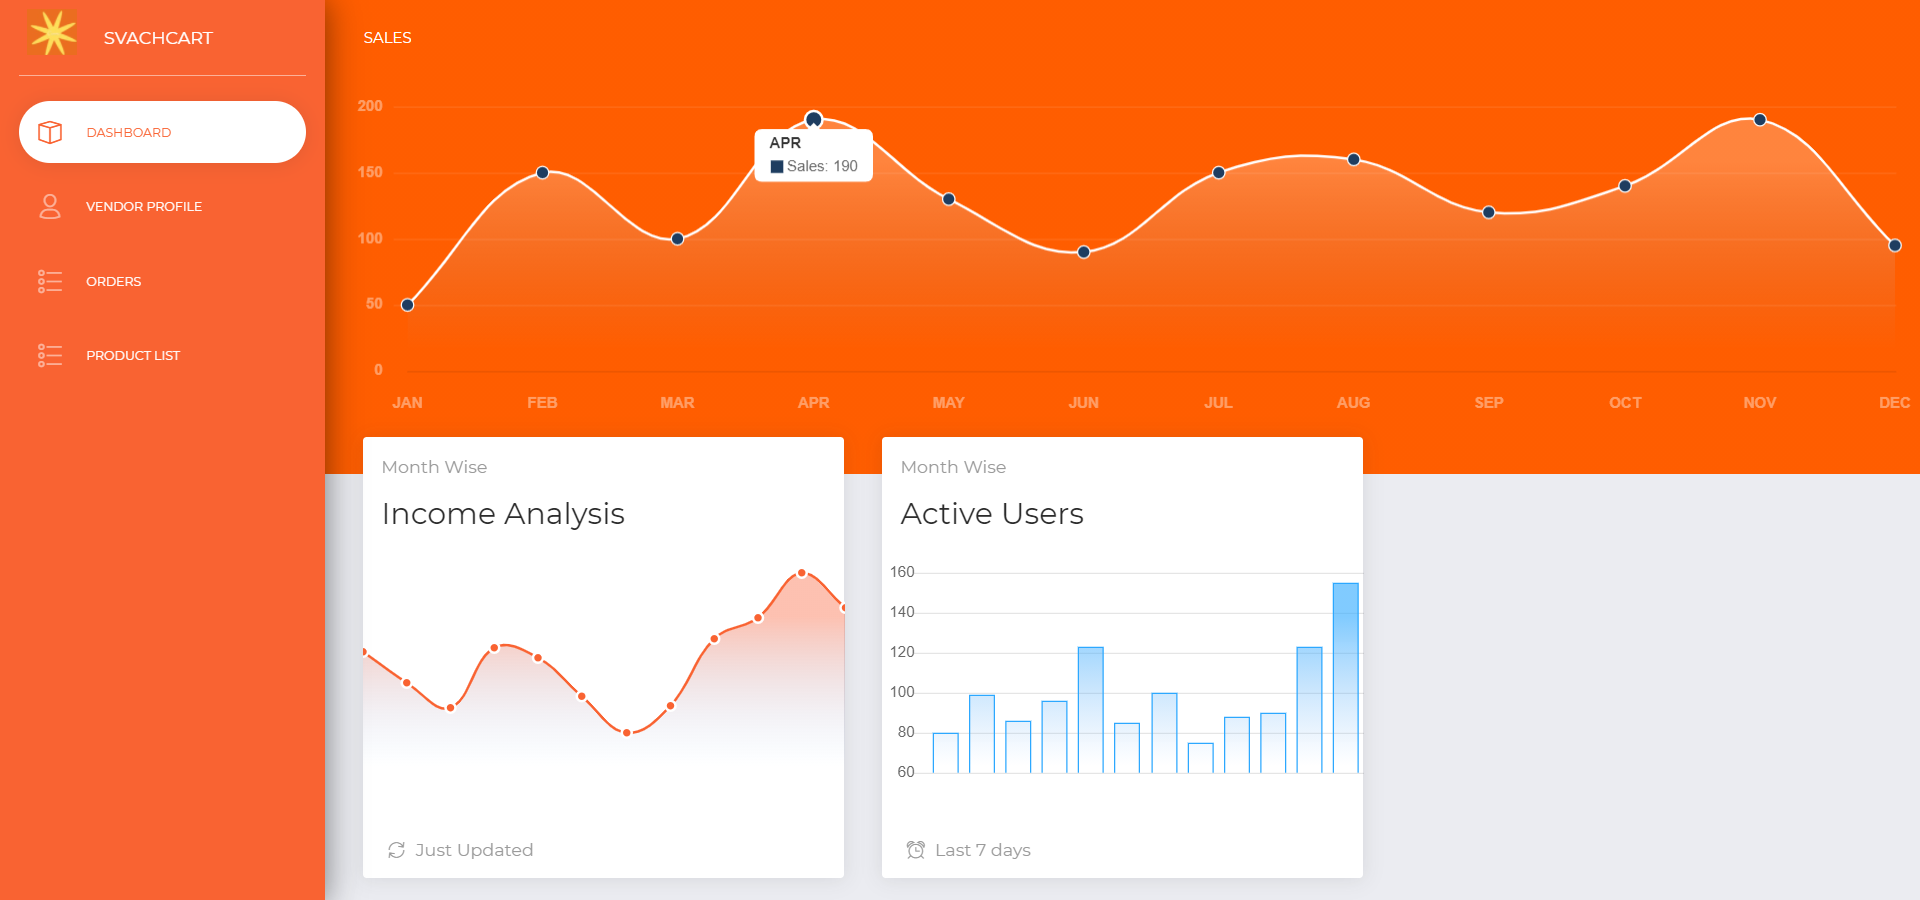 SVACHCART
DASHBOARD
VENDOR PROFILE
ORDERS
PRODUCT LIST
SALES
200
150
100
50
0
APR
Sales: 190
JAN FEB MAR APR MAY JUN JUL AUG SEP OCT NOV DEC
Month Wise
Income Analysis
Just Updated
Month Wise
Active Users
160
140
120
100
80
60
Last 7 days